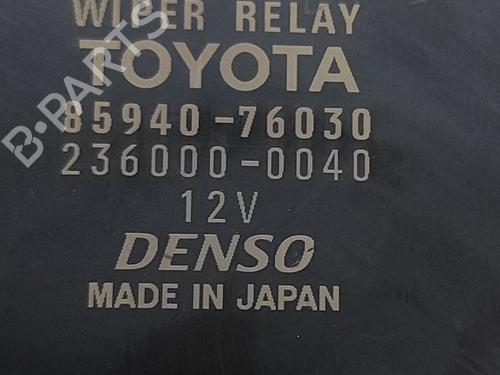 WIPER RELAY
TOYOTA
85940-76030
236000-0040
12V
DENSO
MADE IN JAPAN
B-PARTS